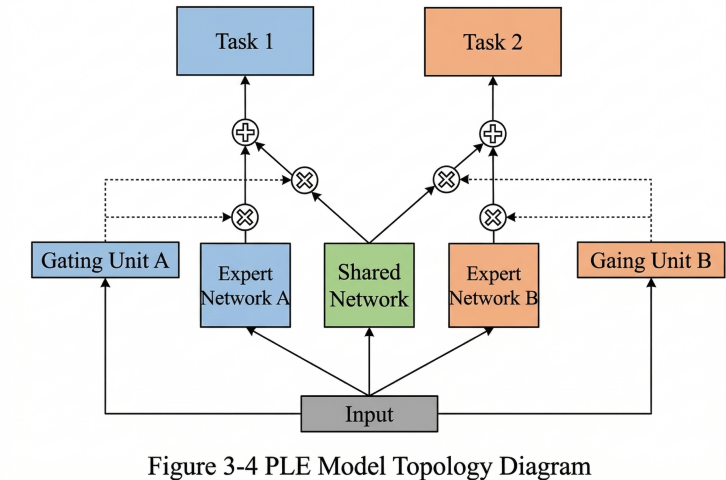 Task 1
Task 2
Gating Unit A
Expert
Network A
Shared
Network
Expert
Network B
Gaing Unit B
Input
Figure 3-4 PLE Model Topology Diagram